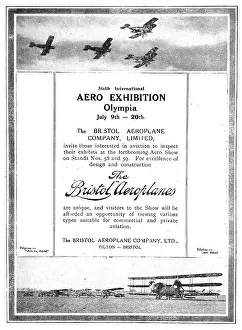 Sixth International
AERO EXHIBITION
Olympia
July 9th — 20th.
The BRISTOL AEROPLANE
COMPANY, LIMITED,
invite those interested in aviation to inspect
their exhibits at the forthcoming Aero Show
on Stands Nos. 58 and 59. For excellence of
design and construction
The
Bristol Aeroplanes
are unique, and visitors to the Show will be
afforded an opportunity of viewing various
types suitable for commercial and private
aviation.
The BRISTOL AEROPLANE COMPANY, LTD.,
FILTON - BRISTOL.